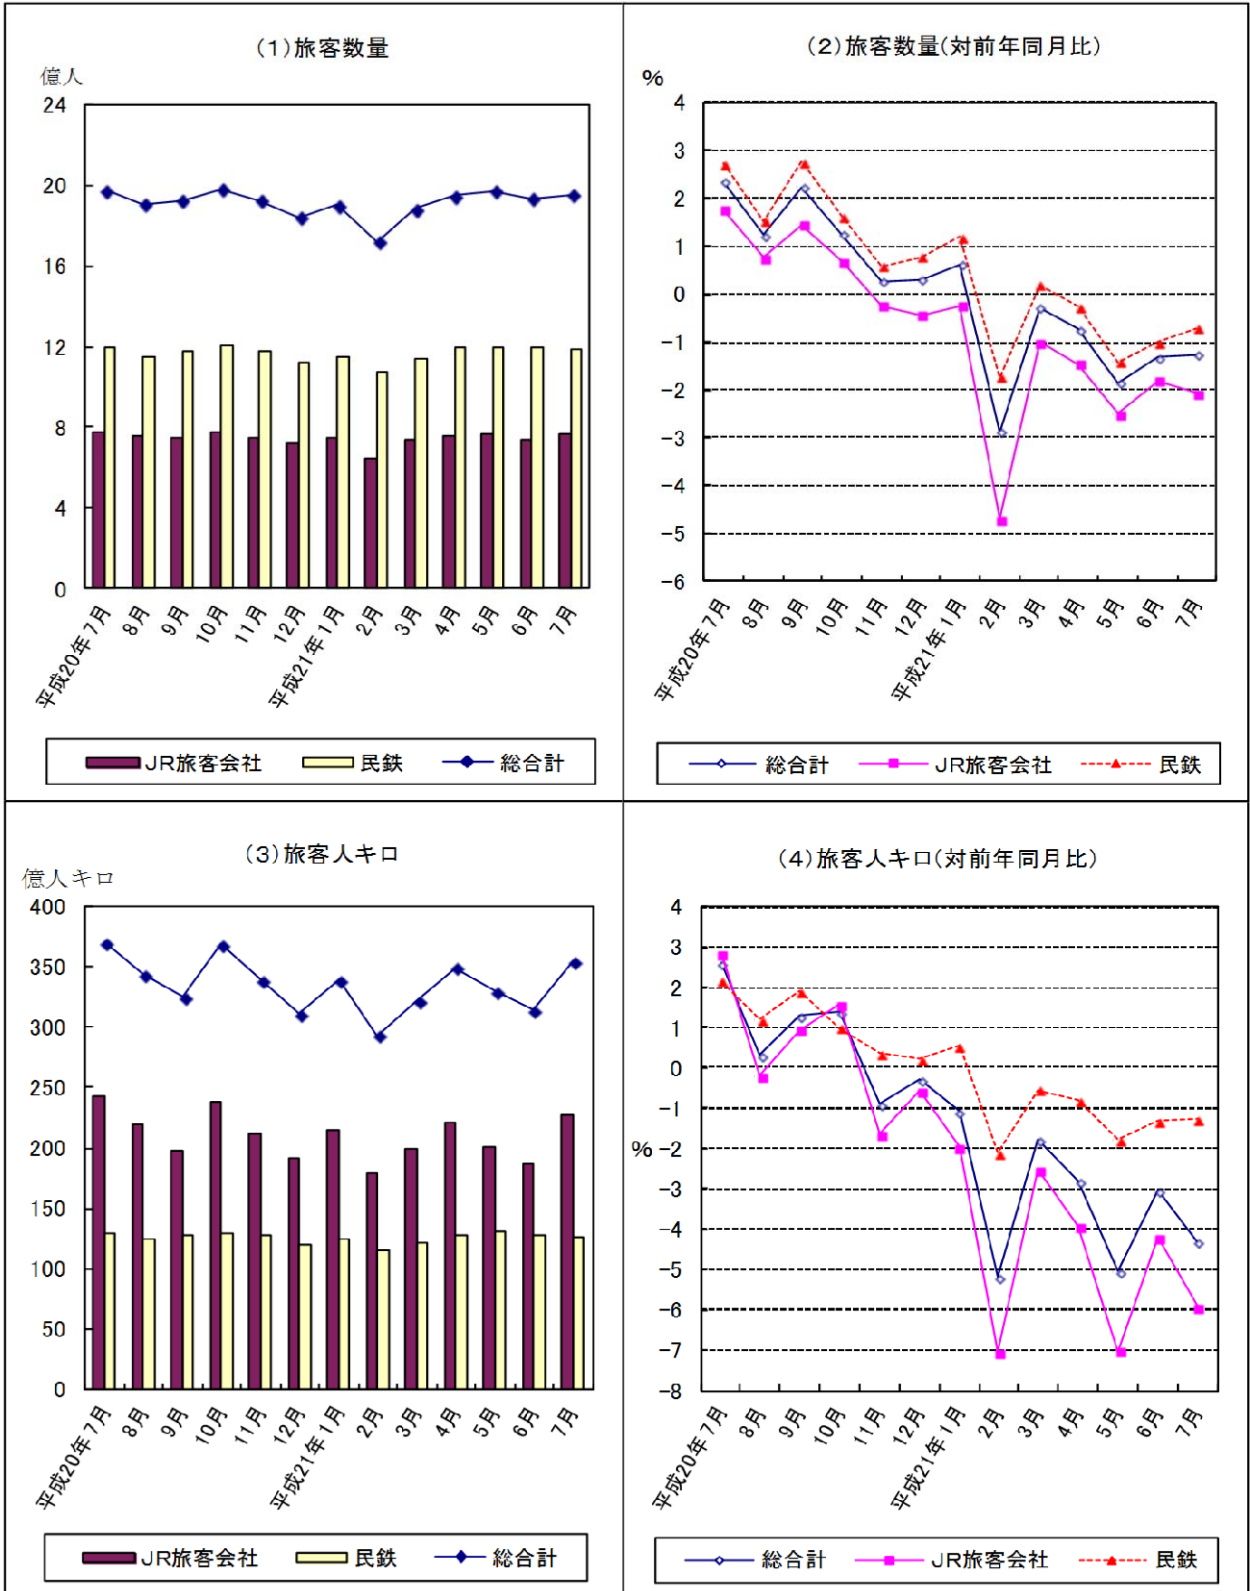 (1)旅客数量
億人
24
20
16
12
8
4
0
平成20年 7月
8月
9月
10月
11月
12月
平成21年 1月
2月
3月
4月
5月
6月
7月
JR旅客会社 民鉄 総合計
(2)旅客数量(対前年同月比)
%
4
3
2
1
0
-1
-2
-3
-4
-5
-6
平成20年 7月
8月
9月
10月
11月
12月
平成21年 1月
2月
3月
4月
5月
6月
7月
総合計 JR旅客会社 民鉄
(3)旅客人キロ
億人キロ
400
350
300
250
200
150
100
50
0
平成20年 7月
8月
9月
10月
11月
12月
平成21年 1月
2月
3月
4月
5月
6月
7月
JR旅客会社 民鉄 総合計
(4)旅客人キロ(対前年同月比)
4
3
2
1
0
-1
% -2
-3
-4
-5
-6
-7
-8
平成20年 7月
8月
9月
10月
11月
12月
平成21年 1月
2月
3月
4月
5月
6月
7月
総合計 JR旅客会社 民鉄